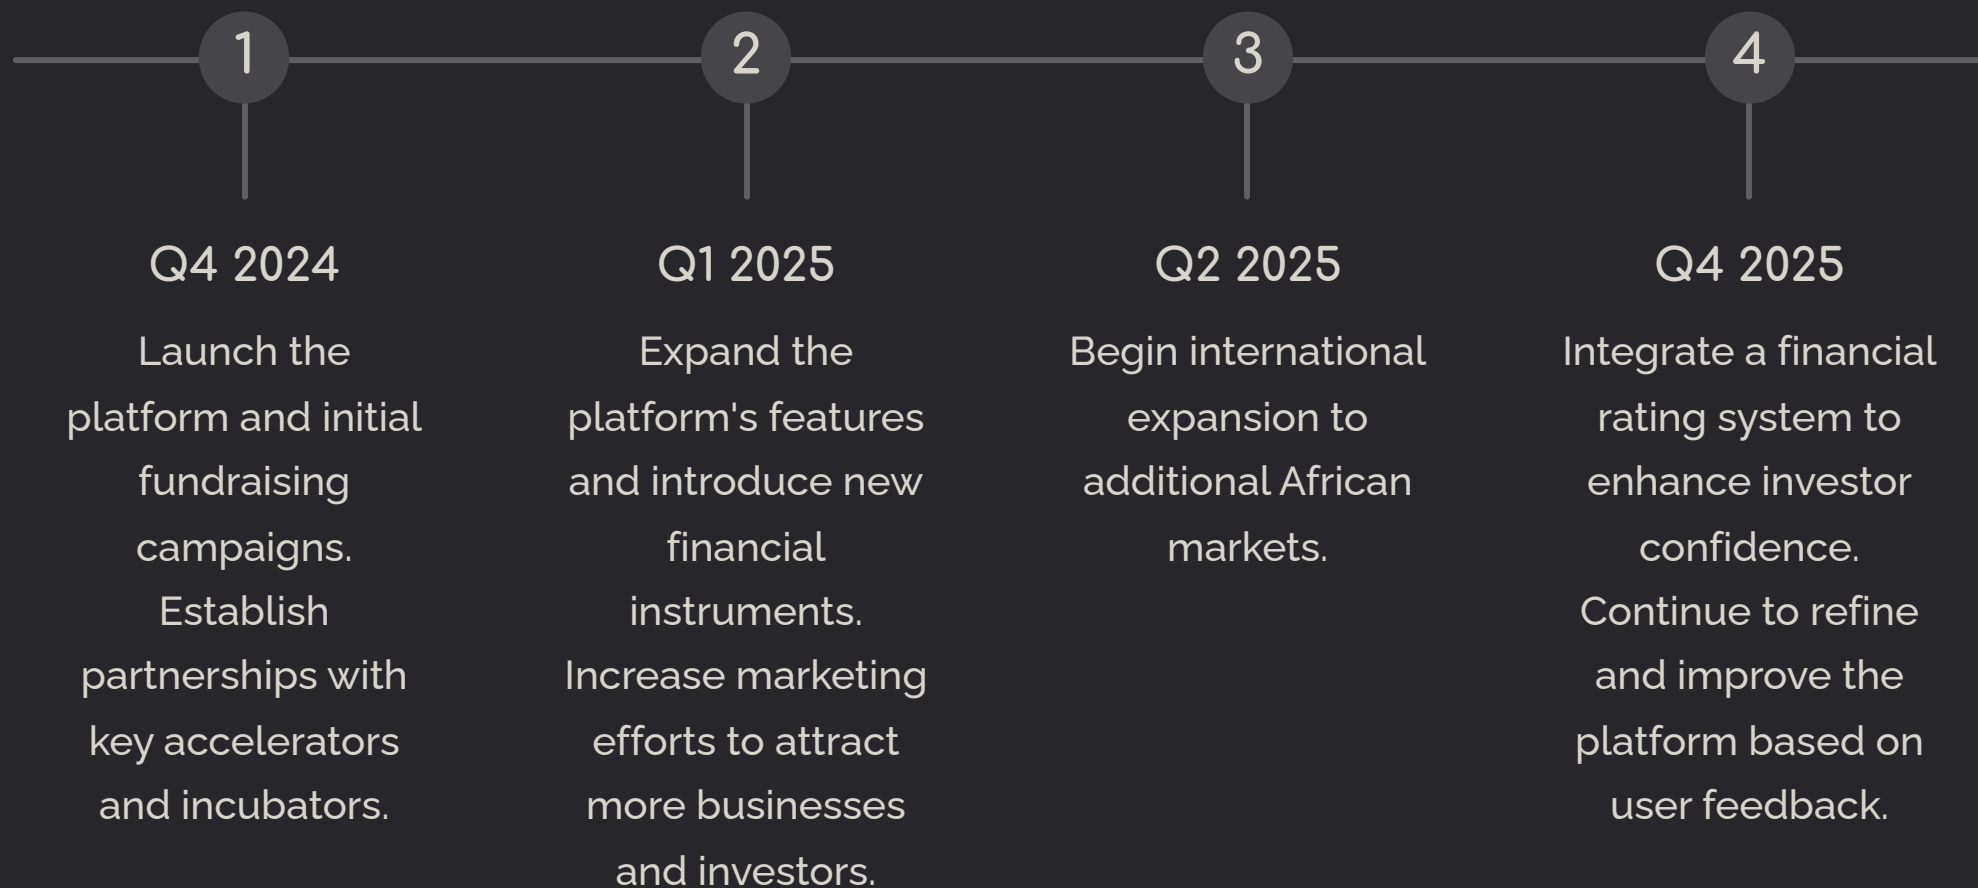 1
Q4 2024
Launch the
platform and initial
fundraising
campaigns.
Establish
partnerships with
key accelerators
and incubators.
2
Q1 2025
Expand the
platform's features
and introduce new
financial
instruments.
Increase marketing
efforts to attract
more businesses
and investors.
3
Q2 2025
Begin international
expansion to
additional African
markets.
4
Q4 2025
Integrate a financial
rating system to
enhance investor
confidence.
Continue to refine
and improve the
platform based on
user feedback.